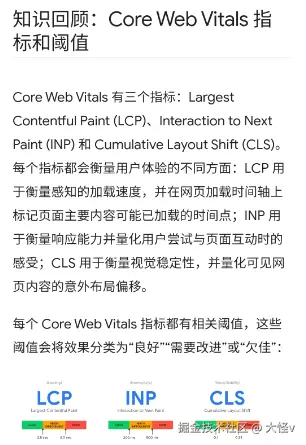 知识回顾：Core Web Vitals 指
标和阈值
Core Web Vitals 有三个指标：Largest
Contentful Paint (LCP)、Interaction to Next
Paint (INP) 和 Cumulative Layout Shift (CLS)。
每个指标都会衡量用户体验的不同方面：LCP 用
于衡量感知的加载速度，并在网页加载时间轴上
标记页面主要内容可能已加载的时间点；INP 用
于衡量响应能力并量化用户尝试与页面互动时的
感受；CLS 用于衡量视觉稳定性，并量化可见网
页内容的意外布局偏移。
每个 Core Web Vitals 指标都有相关阈值，这些
阈值会将效果分类为“良好”“需要改进”或“欠佳”：
LCP INP CLS
Largest Contentful Paint Interaction to Next Paint Cumulative Layout Shift
掘金技术社区 @ 大怪v